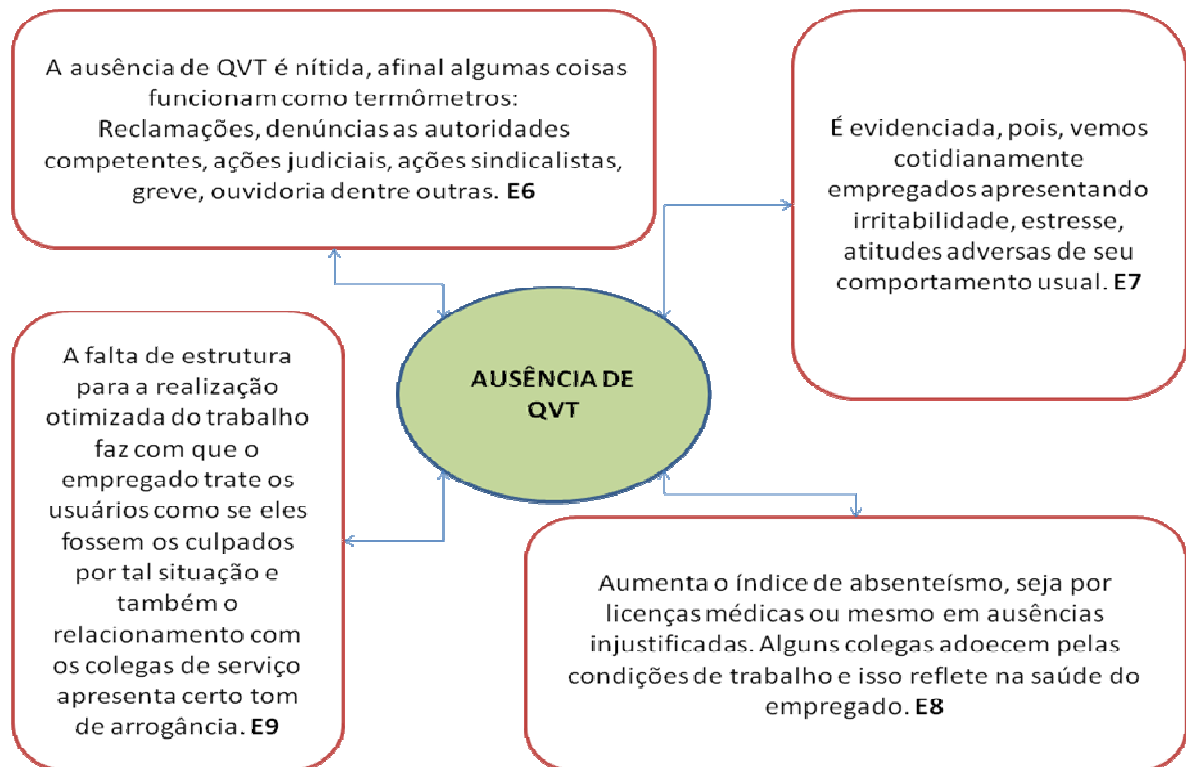 A ausência de QVT é nítida, afinal algumas coisas
funcionam como termômetros:
Reclamações, denúncias as autoridades
competentes, ações judiciais, ações sindicalistas,
greve, ouvidoria dentre outras. E6
É evidenciada, pois, vemos
cotidianamente
empregados apresentando
irritabilidade, estresse,
atitudes adversas de seu
comportamento usual. E7
AUSÊNCIA DE
QVT
A falta de estrutura
para a realização
otimizada do trabalho
faz com que o
empregado trate os
usuários como se eles
fossem os culpados
por tal situação e
também o
relacionamento com
os colegas de serviço
apresenta certo tom
de arrogância. E9
Aumenta o índice de absenteísmo, seja por
licenças médicas ou mesmo em ausências
injustificadas. Alguns colegas adoecem pelas
condições de trabalho e isso reflete na saúde do
empregado. E8